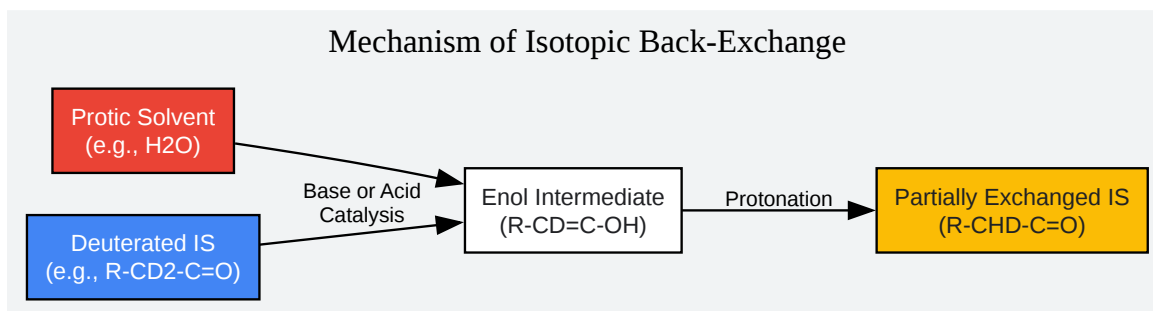 Mechanism of Isotopic Back-Exchange
Protic Solvent
(e.g., H2O)
Deuterated IS
(e.g., R-CD2-C=O)
Base or Acid
Catalysis
Enol Intermediate
(R-CD=C-OH)
Protonation
Partially Exchanged IS
(R-CHD-C=O)